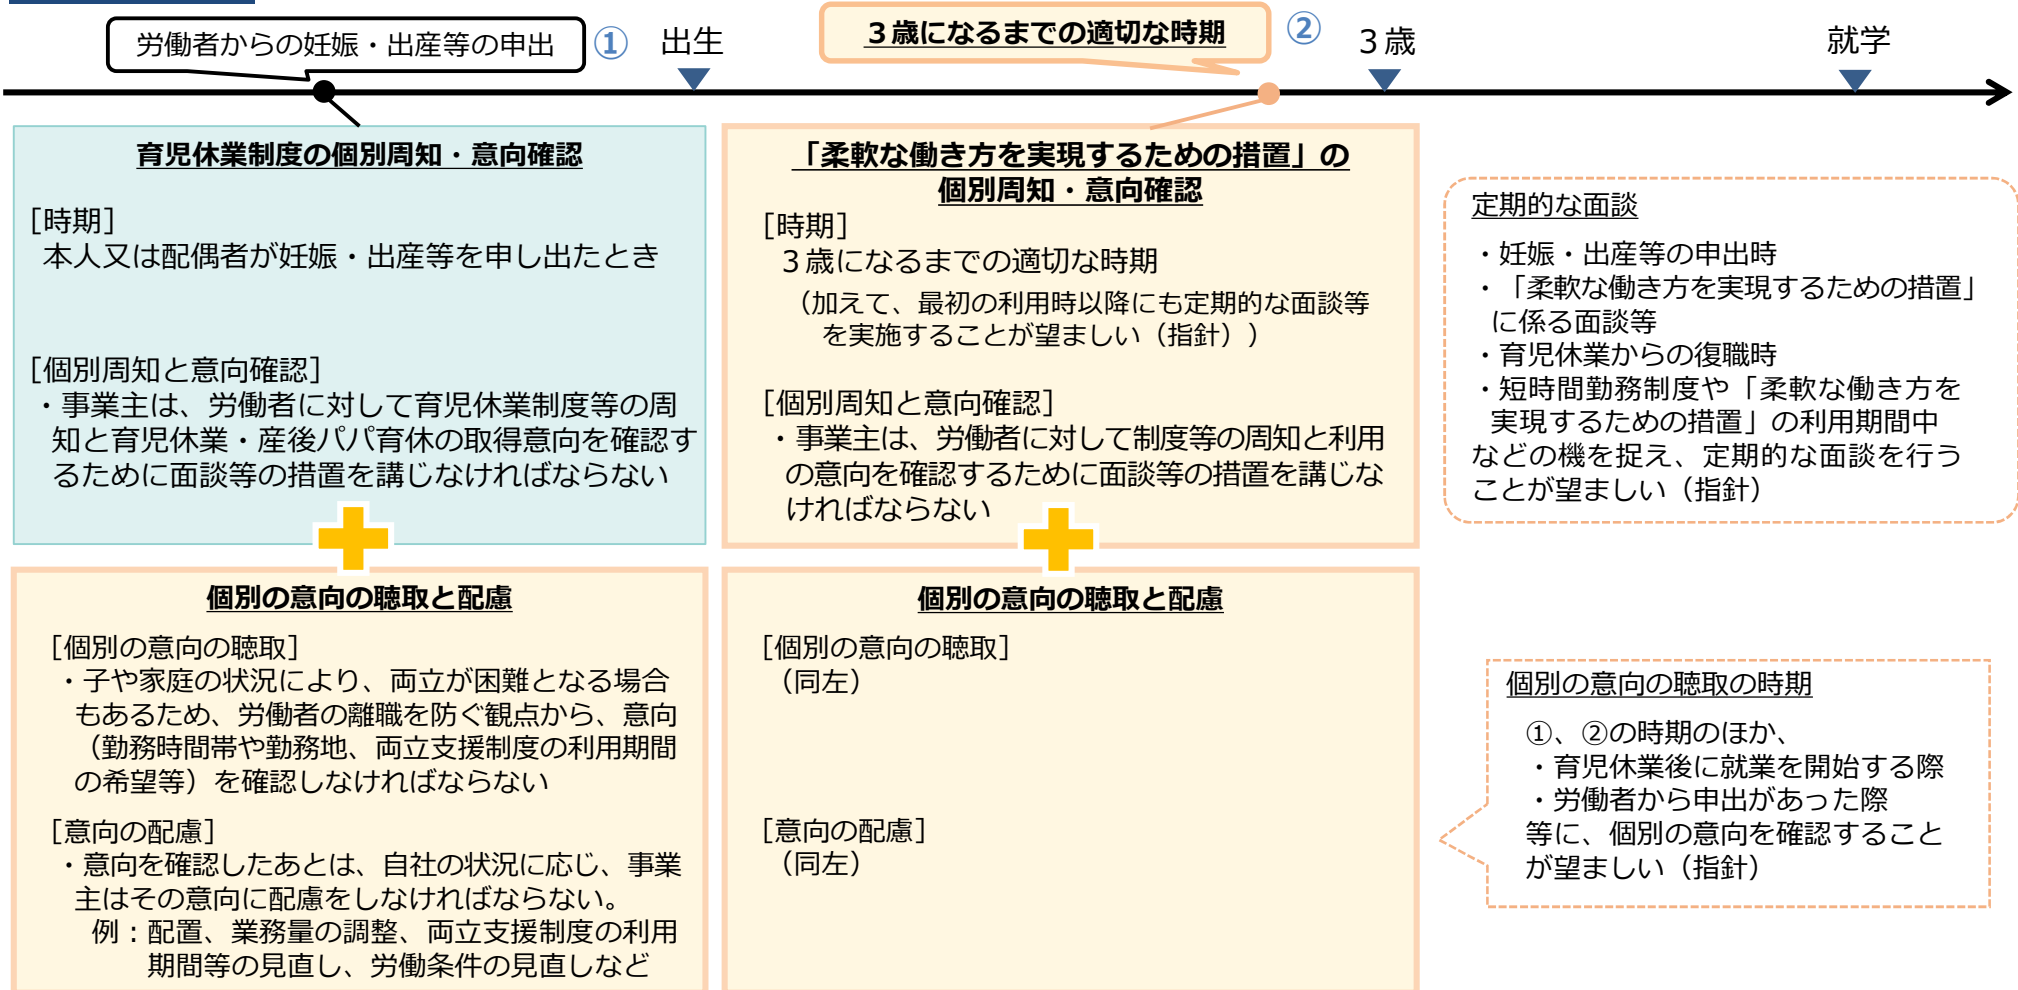 労働者からの妊娠・出産等の申出
①
出生
３歳になるまでの適切な時期
②
３歳
就学
育児休業制度の個別周知・意向確認
［時期］
本人又は配偶者が妊娠・出産等を申し出たとき
［個別周知と意向確認］
・事業主は、労働者に対して育児休業制度等の周
知と育児休業・産後パパ育休の取得意向を確認す
るために面談等の措置を講じなければならない
「柔軟な働き方を実現するための措置」の
個別周知・意向確認
［時期］
３歳になるまでの適切な時期
（加えて、最初の利用時以降にも定期的な面談等
を実施することが望ましい（指針））
［個別周知と意向確認］
・事業主は、労働者に対して制度等の周知と利用
の意向を確認するために面談等の措置を講じな
ければならない
定期的な面談
・妊娠・出産等の申出時
・「柔軟な働き方を実現するための措置」
に係る面談等
・育児休業からの復職時
・短時間勤務制度や「柔軟な働き方を
実現するための措置」の利用期間中
などの機を捉え、定期的な面談を行う
ことが望ましい（指針）
個別の意向の聴取と配慮
［個別の意向の聴取］
・子や家庭の状況により、両立が困難となる場合
もあるため、労働者の離職を防ぐ観点から、意向
（勤務時間帯や勤務地、両立支援制度の利用期間
の希望等）を確認しなければならない
［意向の配慮］
・意向を確認したあとは、自社の状況に応じ、事業
主はその意向に配慮をしなければならない。
例：配置、業務量の調整、両立支援制度の利用
期間等の見直し、労働条件の見直しなど
個別の意向の聴取と配慮
［個別の意向の聴取］
（同左）
［意向の配慮］
（同左）
個別の意向の聴取の時期
①、②の時期のほか、
・育児休業後に就業を開始する際
・労働者から申出があった際
等に、個別の意向を確認すること
が望ましい（指針）